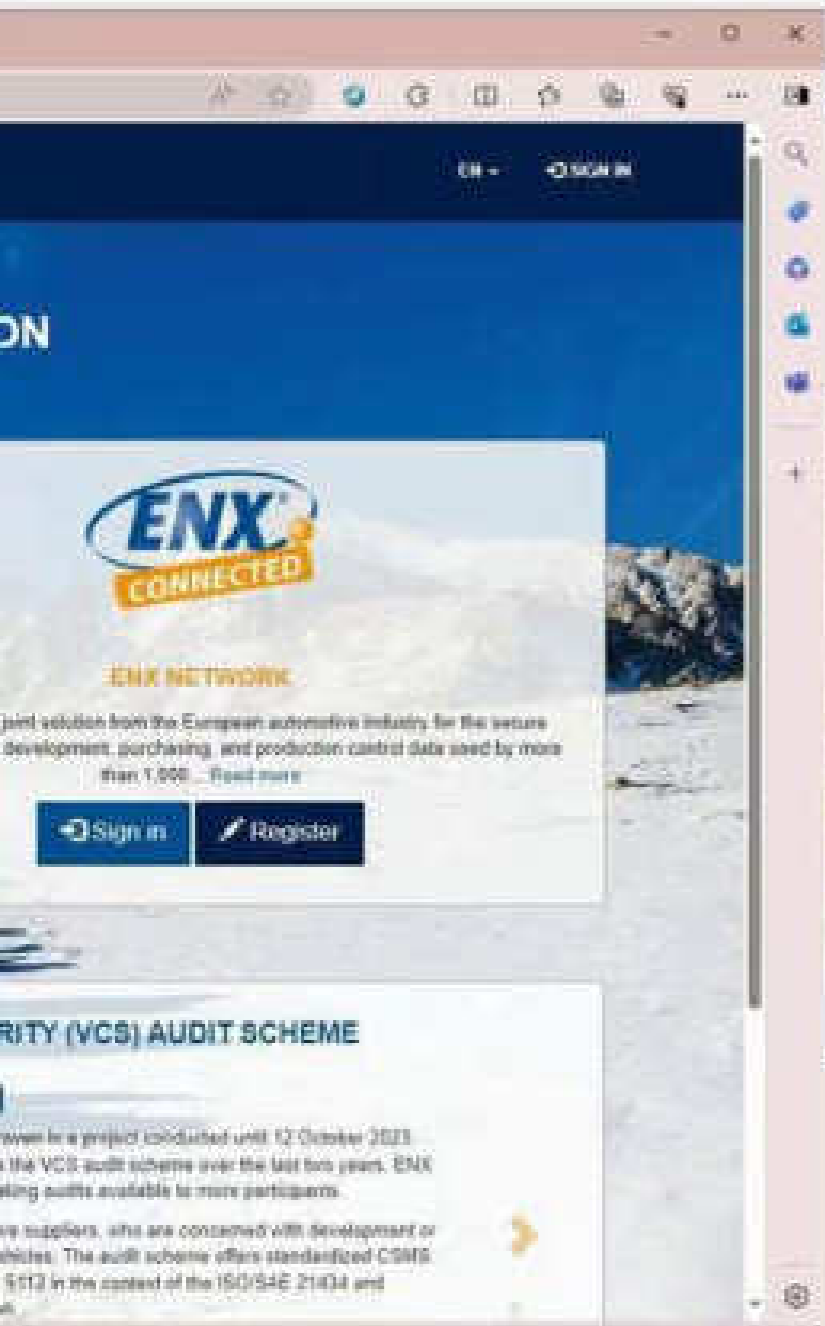 EN
SIGN IN
ON
ENX
CONNECTED
ENX NETWORK
joint solution from the European automotive industry for the secure
development, purchasing, and production control data used by more
than 1,000 ... Read more
Sign in
Register
RITY (VCS) AUDIT SCHEME
in a project conducted until 12 October 2023
the VCS audit scheme over the last two years. ENX
audits available to more participants
suppliers, who are concerned with development or
The audit scheme offers standardized CSMS
5112 in the context of the ISO/SAE 21434 and